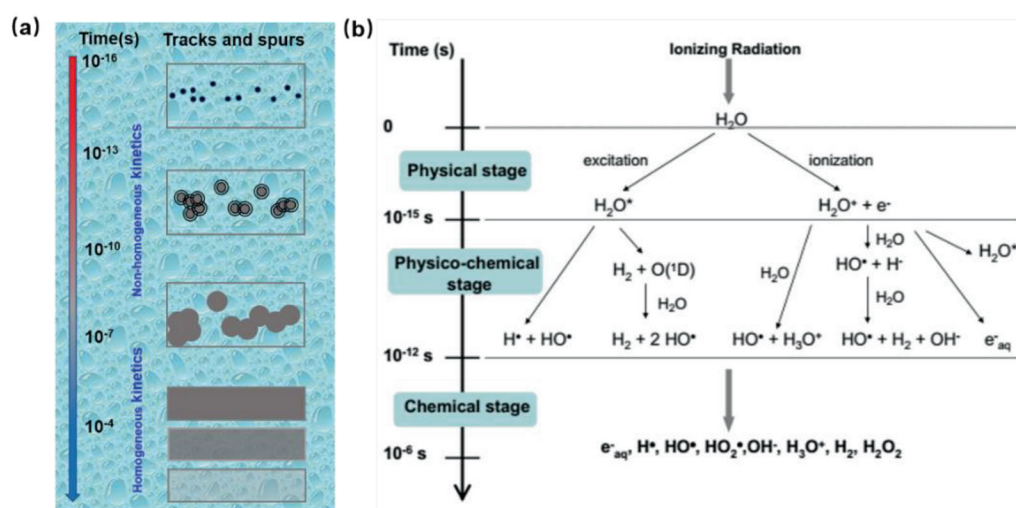 (a)
Time(s)
Tracks and spurs
10-16
10-13
10-10
10-7
10-4
Non-homogeneous kinetics
Homogeneous kinetics
(b)
Time (s)
Ionizing Radiation
H2O
0
Physical stage
excitation
ionization
H2O*
H2O+ + e-
10-15 s
Physico-chemical
stage
H2 + O(1D)
H2O
H2O
H2O
HO• + H-
H2O
H2O*
H• + HO•
H2 + 2 HO•
HO• + H3O+
HO• + H2 + OH-
e-aq
10-12 s
Chemical stage
10-6 s
e-aq, H•, HO•, HO2•,OH-, H3O+, H2, H2O2